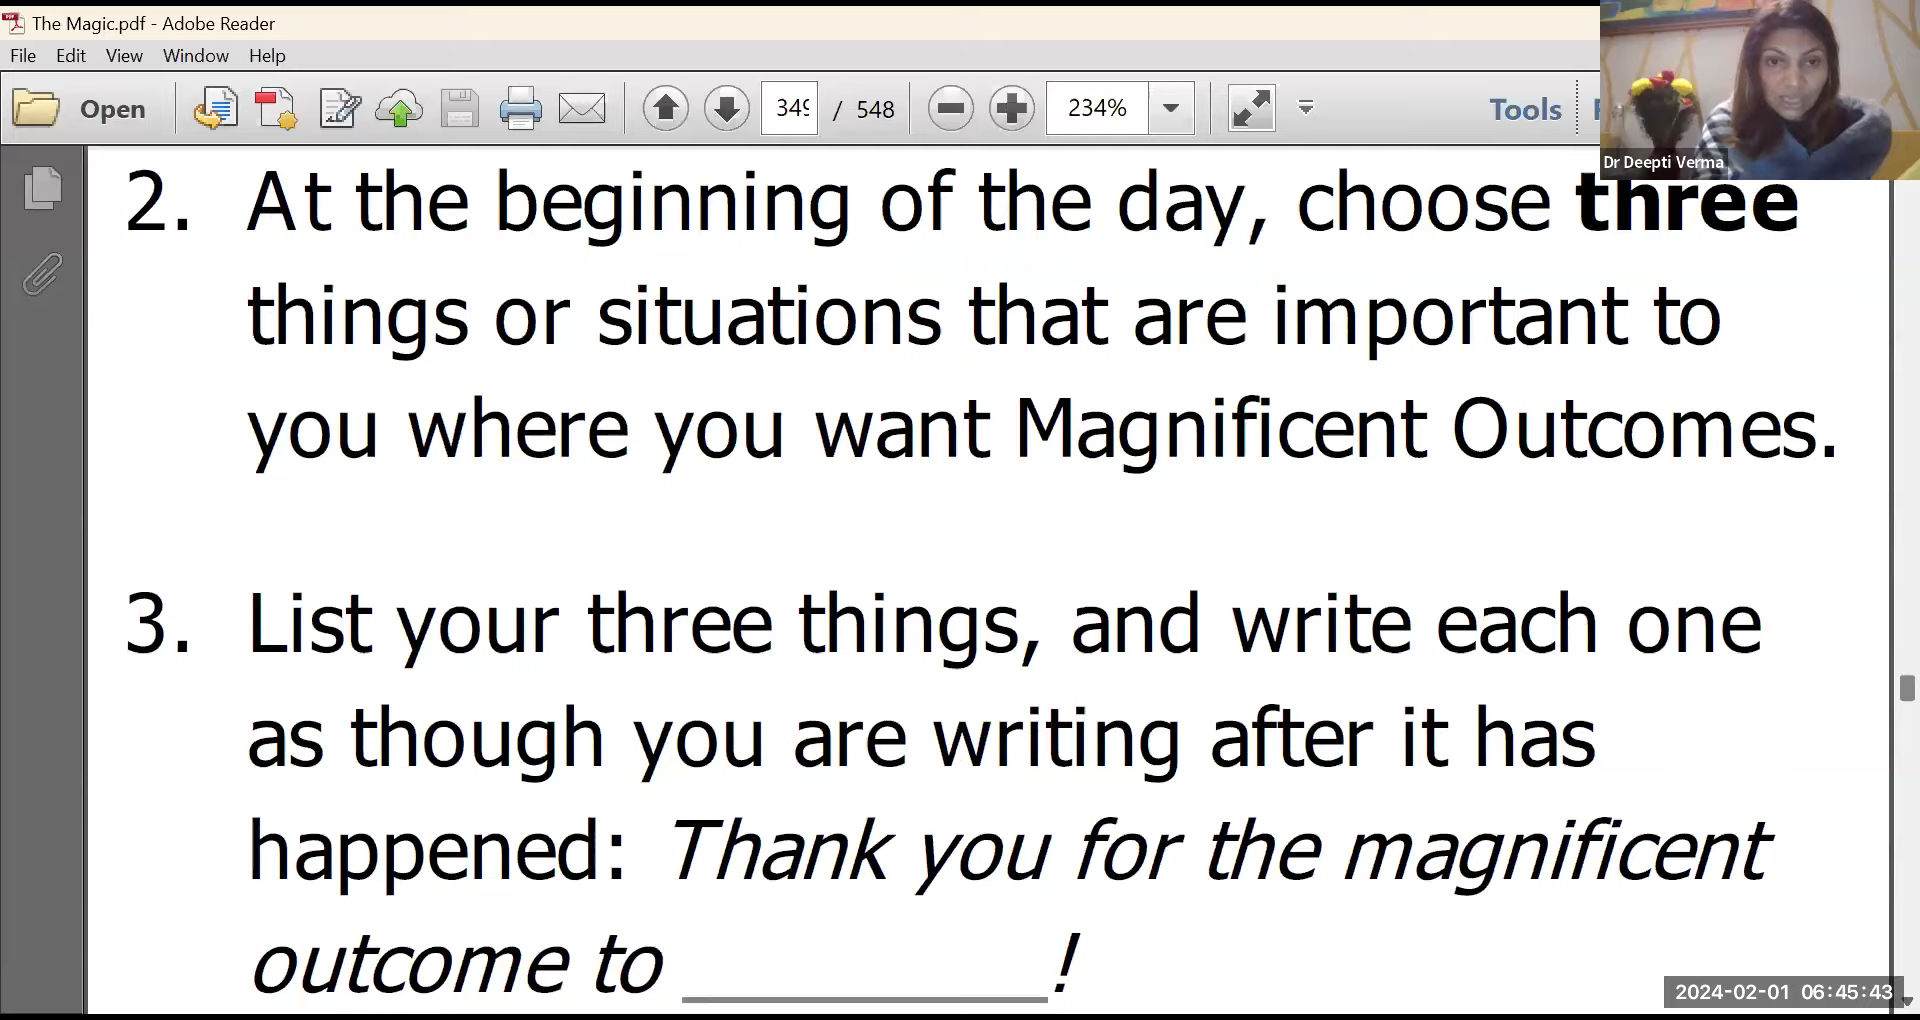 The Magic.pdf - Adobe Reader
File Edit View Window Help
Open 349 / 548 234% Tools
Dr Deepti Verma
2. At the beginning of the day, choose three
things or situations that are important to
you where you want Magnificent Outcomes.
3. List your three things, and write each one
as though you are writing after it has
happened: Thank you for the magnificent
outcome to __________!
2024-02-01 06:45:43